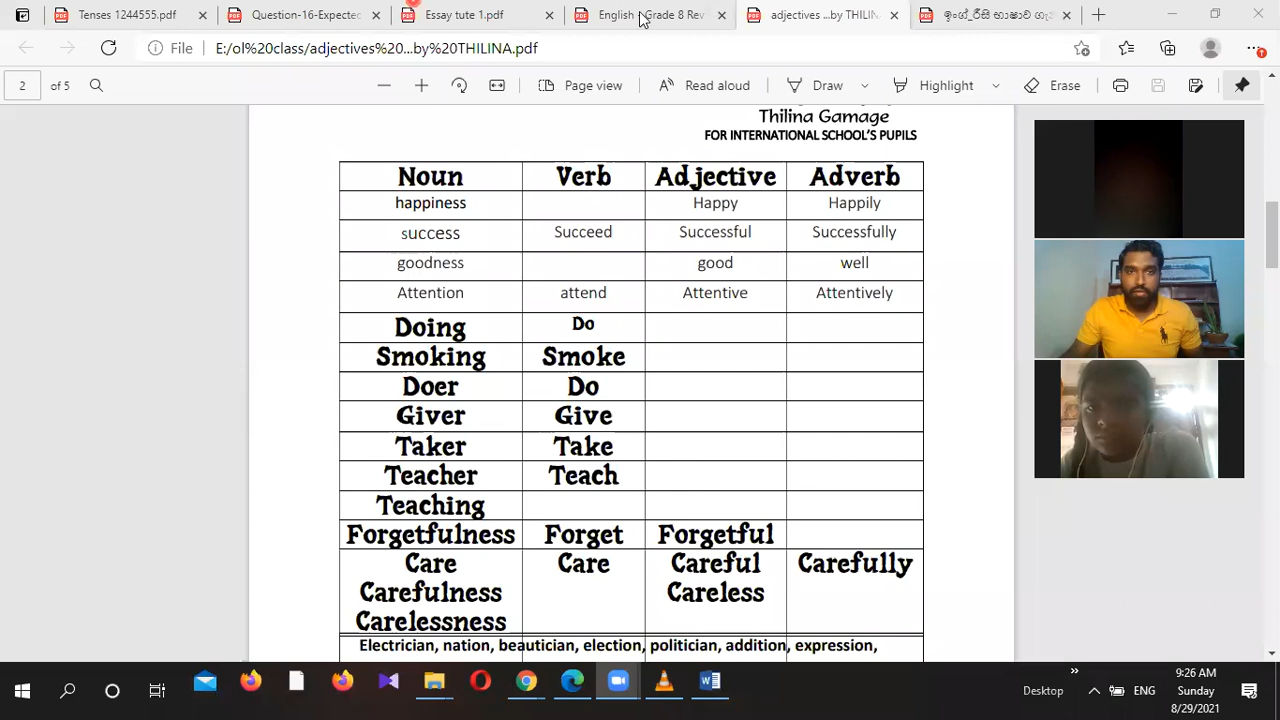 Tenses 1244555.pdf
Question-16-Expected
Essay tute 1.pdf
English
Grade 8 Rev
adjectives ...by THILIN
ඉංග්‍රීසි භාෂාව ගැන
File
E:/ol%20class/adjectives%20...by%20THILINA.pdf
2 of 5
Page view
Read aloud
Draw
Highlight
Erase
Thilina Gamage
FOR INTERNATIONAL SCHOOL'S PUPILS
Noun Verb Adjective Adverb
happiness Happy Happily
success Succeed Successful Successfully
goodness good well
Attention attend Attentive Attentively
Doing Do
Smoking Smoke
Doer Do
Giver Give
Taker Take
Teacher Teach
Teaching
Forgetfulness Forget Forgetful
Care Care Careful Carefully
Carefulness Careless
Carelessness
Electrician, nation, beautician, election, politician, addition, expression,
Desktop
ENG
9:26 AM
Sunday
8/29/2021